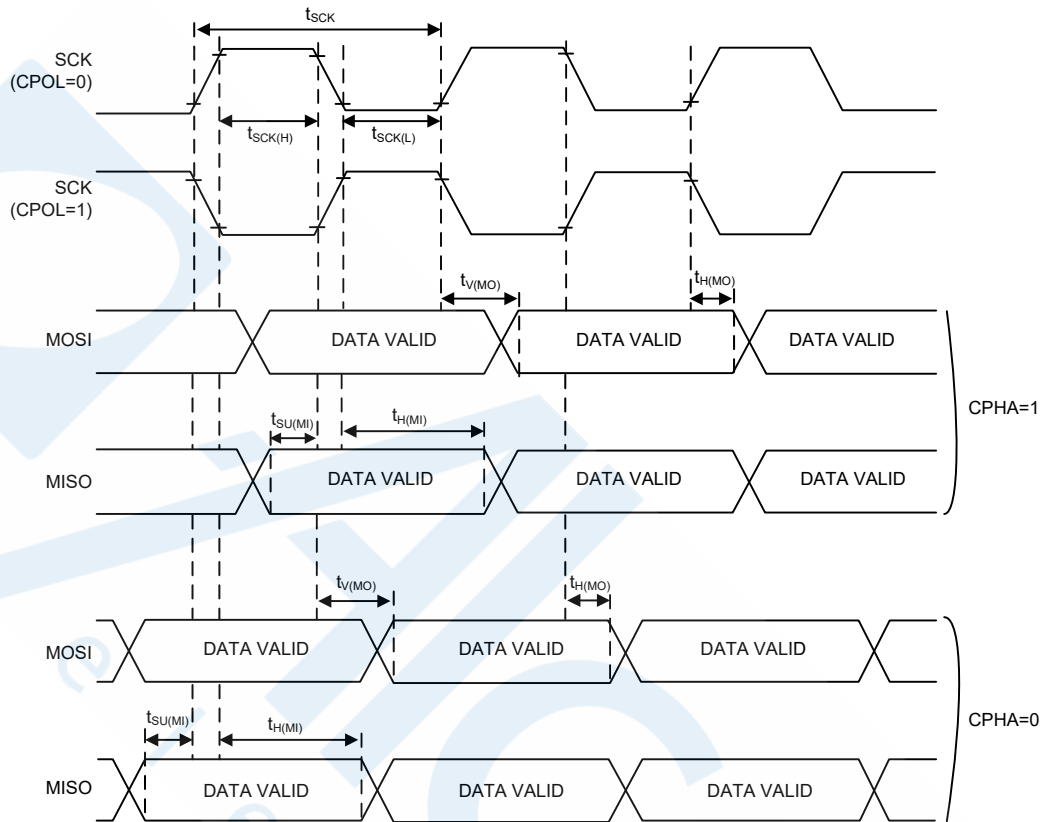 tSCK
SCK
(CPOL=0)
tSCK(H)
tSCK(L)
SCK
(CPOL=1)
tV(MO)
tH(MO)
MOSI
DATA VALID
DATA VALID
DATA VALID
CPHA=1
tSU(MI)
tH(MI)
MISO
DATA VALID
DATA VALID
DATA VALID
tV(MO)
tH(MO)
MOSI
DATA VALID
DATA VALID
DATA VALID
CPHA=0
tSU(MI)
tH(MI)
MISO
DATA VALID
DATA VALID
DATA VALID